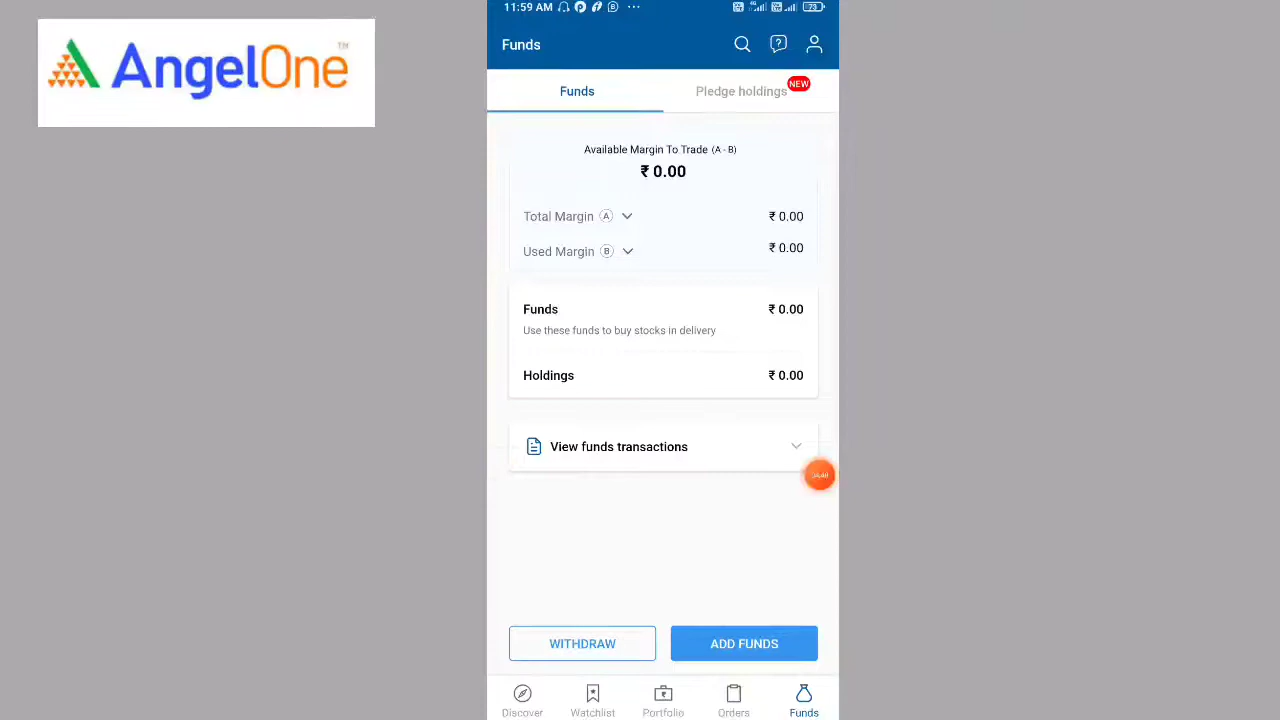 AngelOne™
11:59 AM
73
Funds
Funds
Pledge holdings NEW
Available Margin To Trade (A - B)
₹ 0.00
Total Margin A ₹ 0.00
Used Margin B ₹ 0.00
Funds ₹ 0.00
Use these funds to buy stocks in delivery
Holdings ₹ 0.00
View funds transactions
WITHDRAW
ADD FUNDS
Discover
Watchlist
Portfolio
Orders
Funds